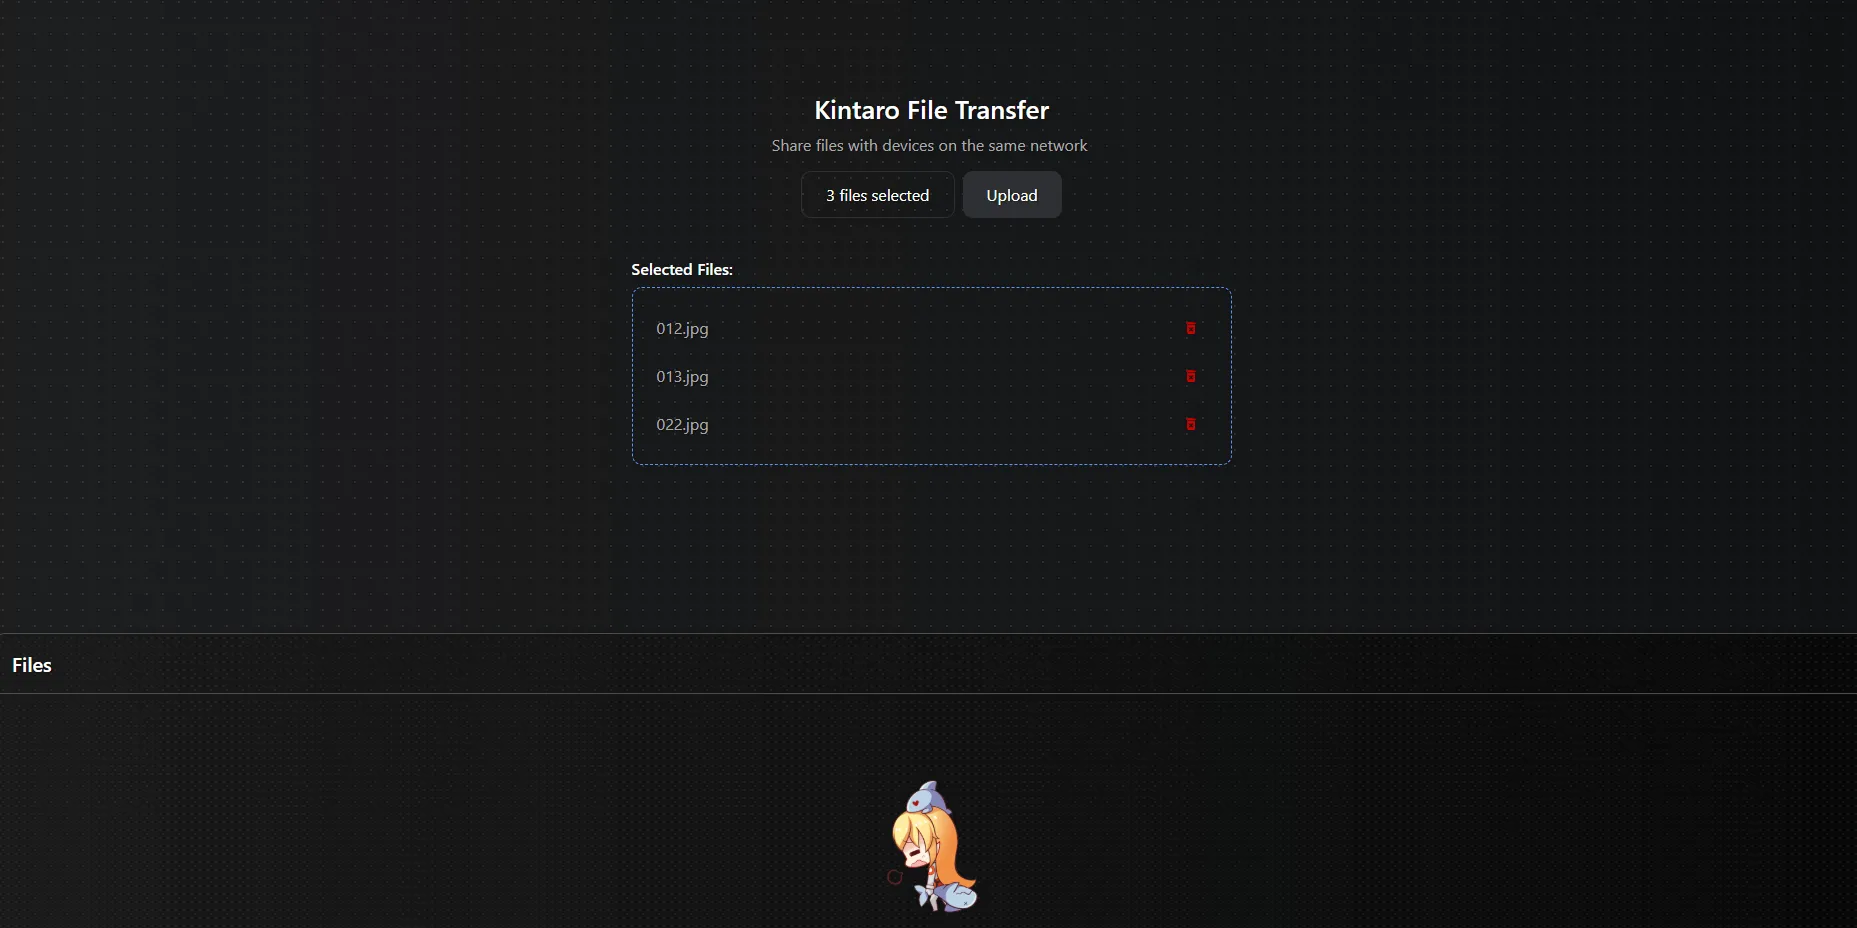 Kintaro File Transfer
Share files with devices on the same network
3 files selected
Upload
Selected Files:
012.jpg
013.jpg
022.jpg
Files